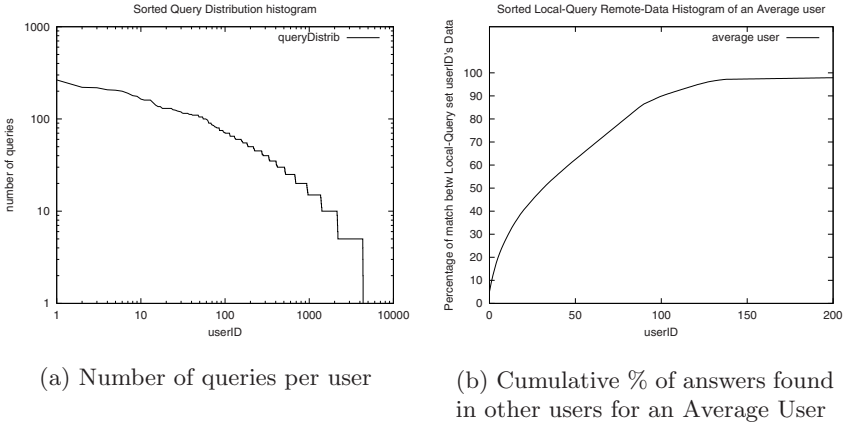 Sorted Query Distribution histogram
queryDistrib
number of queries
1000
100
10
1
1
10
100
1000
10000
userID
(a) Number of queries per user
Sorted Local-Query Remote-Data Histogram of an Average user
average user
Percentage of match betw Local-Query set userID's Data
100
90
80
70
60
50
40
30
20
10
0
0
50
100
150
200
userID
(b) Cumulative % of answers found
in other users for an Average User